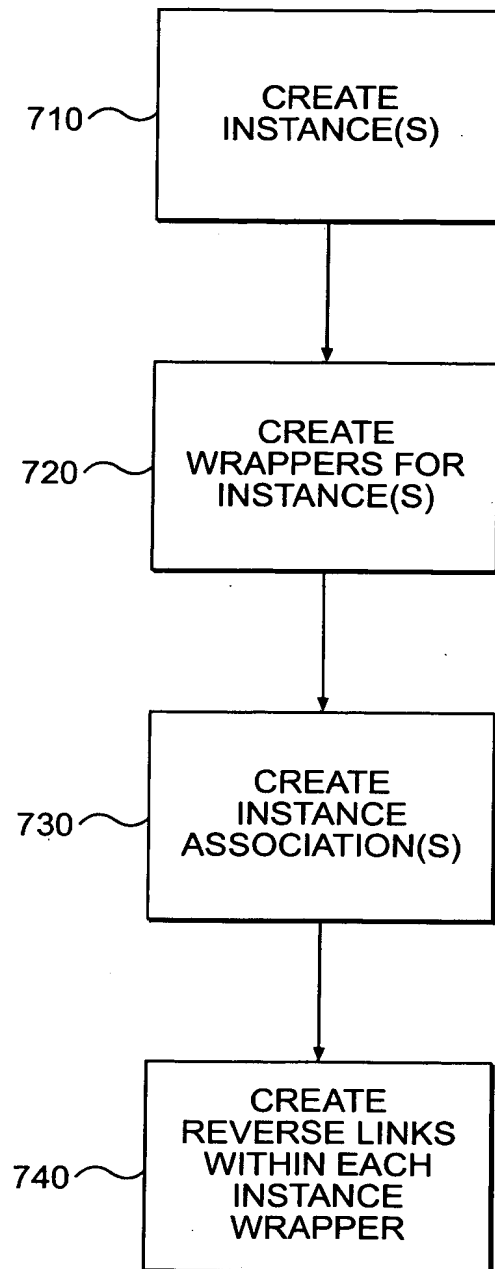 710
CREATE
INSTANCE(S)
720
CREATE
WRAPPERS FOR
INSTANCE(S)
730
CREATE
INSTANCE
ASSOCIATION(S)
740
CREATE
REVERSE LINKS
WITHIN EACH
INSTANCE
WRAPPER